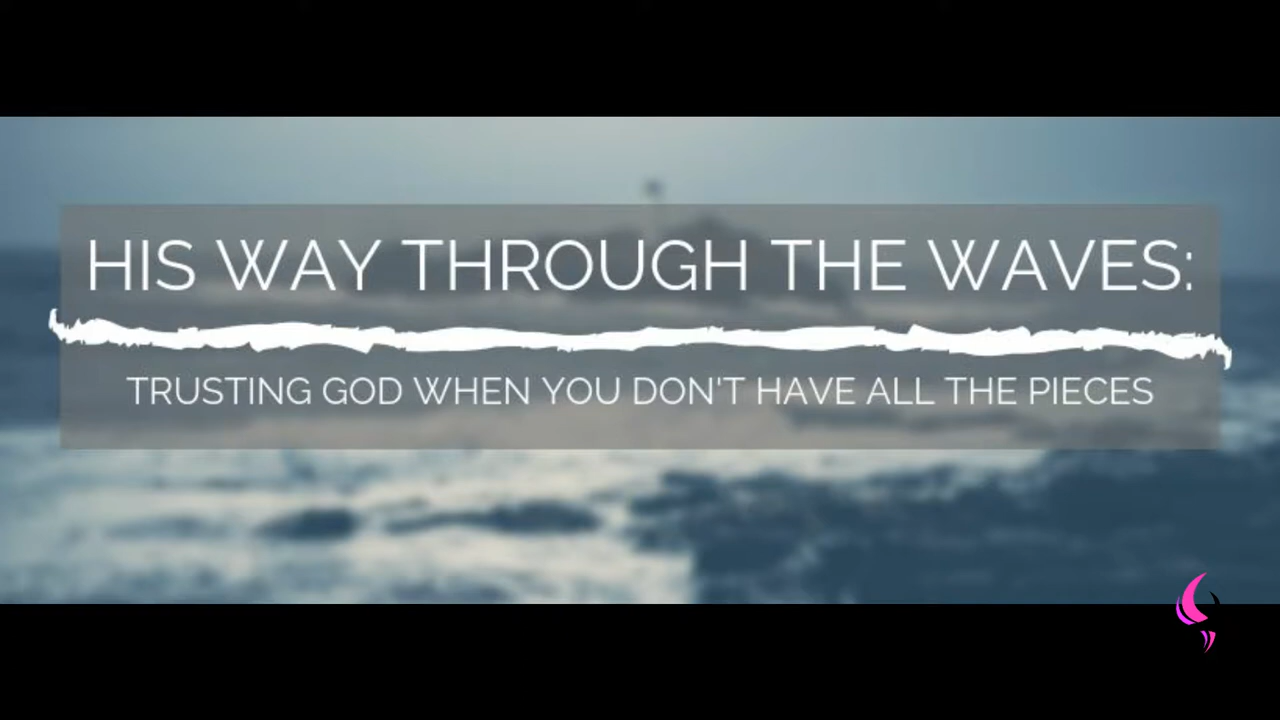 HIS WAY THROUGH THE WAVES:
TRUSTING GOD WHEN YOU DON'T HAVE ALL THE PIECES